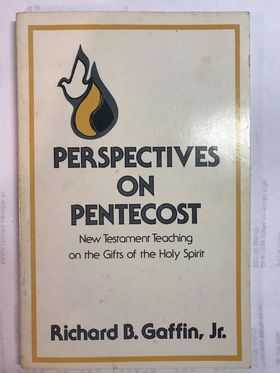 PERSPECTIVES
ON
PENTECOST
New Testament Teaching
on the Gifts of the Holy Spirit
Richard B. Gaffin, Jr.